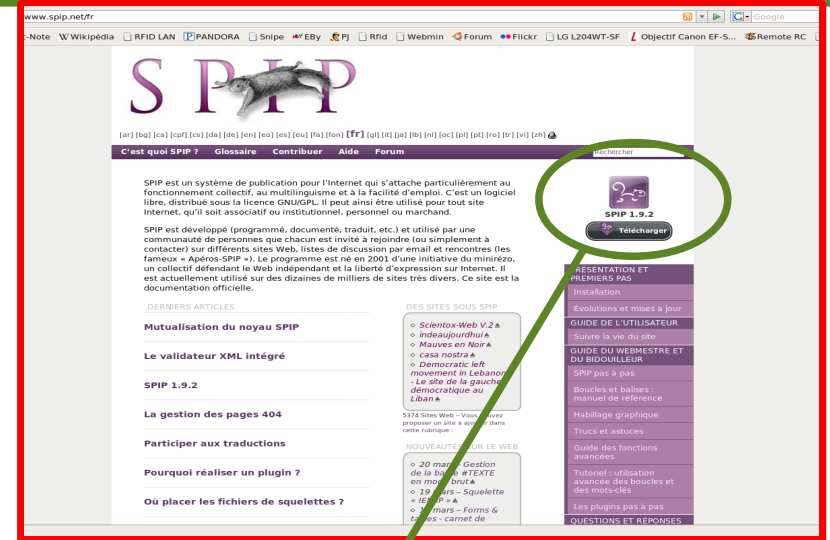 www.spip.net/fr
Google
-Note Wikipédia RFID LAN PANDORA Snipe EBy PJ Rfid Webmin Forum Flickr LG L204WT-SF Objectif Canon EF-S... Remote RC
SPIP
[ar] [bg] [ca] [cpf] [cs] [da] [de] [en] [eo] [es] [eu] [fa] [fon] [fr] [gl] [it] [ja] [lb] [nl] [oc] [pl] [pt] [ro] [tr] [vi] [zh]
C'est quoi SPIP ? Glossaire Contribuer Aide Forum
Rechercher
SPIP est un système de publication pour l'Internet qui s'attache particulièrement au
fonctionnement collectif, au multilinguisme et à la facilité d'emploi. C'est un logiciel
libre, distribué sous la licence GNU/GPL. Il peut ainsi être utilisé pour tout site
Internet, qu'il soit associatif ou institutionnel, personnel ou marchand.
SPIP est développé (programmé, documenté, traduit, etc.) et utilisé par une
communauté de personnes que chacun est invité à rejoindre (ou simplement à
contacter) sur différents sites Web, listes de discussion par email et rencontres (les
fameux « Apéros-SPIP »). Le programme est né en 2001 d'une initiative du minirézo,
un collectif défendant le Web indépendant et la liberté d'expression sur Internet. Il
est actuellement utilisé sur des dizaines de milliers de sites très divers. Ce site est la
documentation officielle.
DERNIERS ARTICLES
Mutualisation du noyau SPIP
Le validateur XML intégré
SPIP 1.9.2
La gestion des pages 404
Participer aux traductions
Pourquoi réaliser un plugin ?
Où placer les fichiers de squelettes ?
DES SITES SOUS SPIP
Scientox-Web V.2
indeaujourdhui
Mauves en Noir
casa nostra
Democratic left
movement in Lebanon
- Le site de la gauche
démocratique au
Liban
5374 Sites Web – Vous pouvez
proposer un site à ajouter dans
cette rubrique :
NOUVEAUTÉS SUR LE WEB
20 mars – Gestion
de la balise #TEXTE
en mode brut
19 mars – Squelette
mars – Forms &
tables - carnet de
SPIP 1.9.2
Télécharger
PRÉSENTATION ET
PREMIERS PAS
Installation
Évolutions et mises à jour
GUIDE DE L'UTILISATEUR
Suivre la vie du site
GUIDE DU WEBMESTRE ET
DU BIDOUILLEUR
SPIP pas à pas
Boucles et balises :
manuel de référence
Habillage graphique
Trucs et astuces
Guide des fonctions
avancées
Tutoriel : utilisation
avancée des boucles et
des mots-clés
Les plugins pas à pas
QUESTIONS ET RÉPONSES